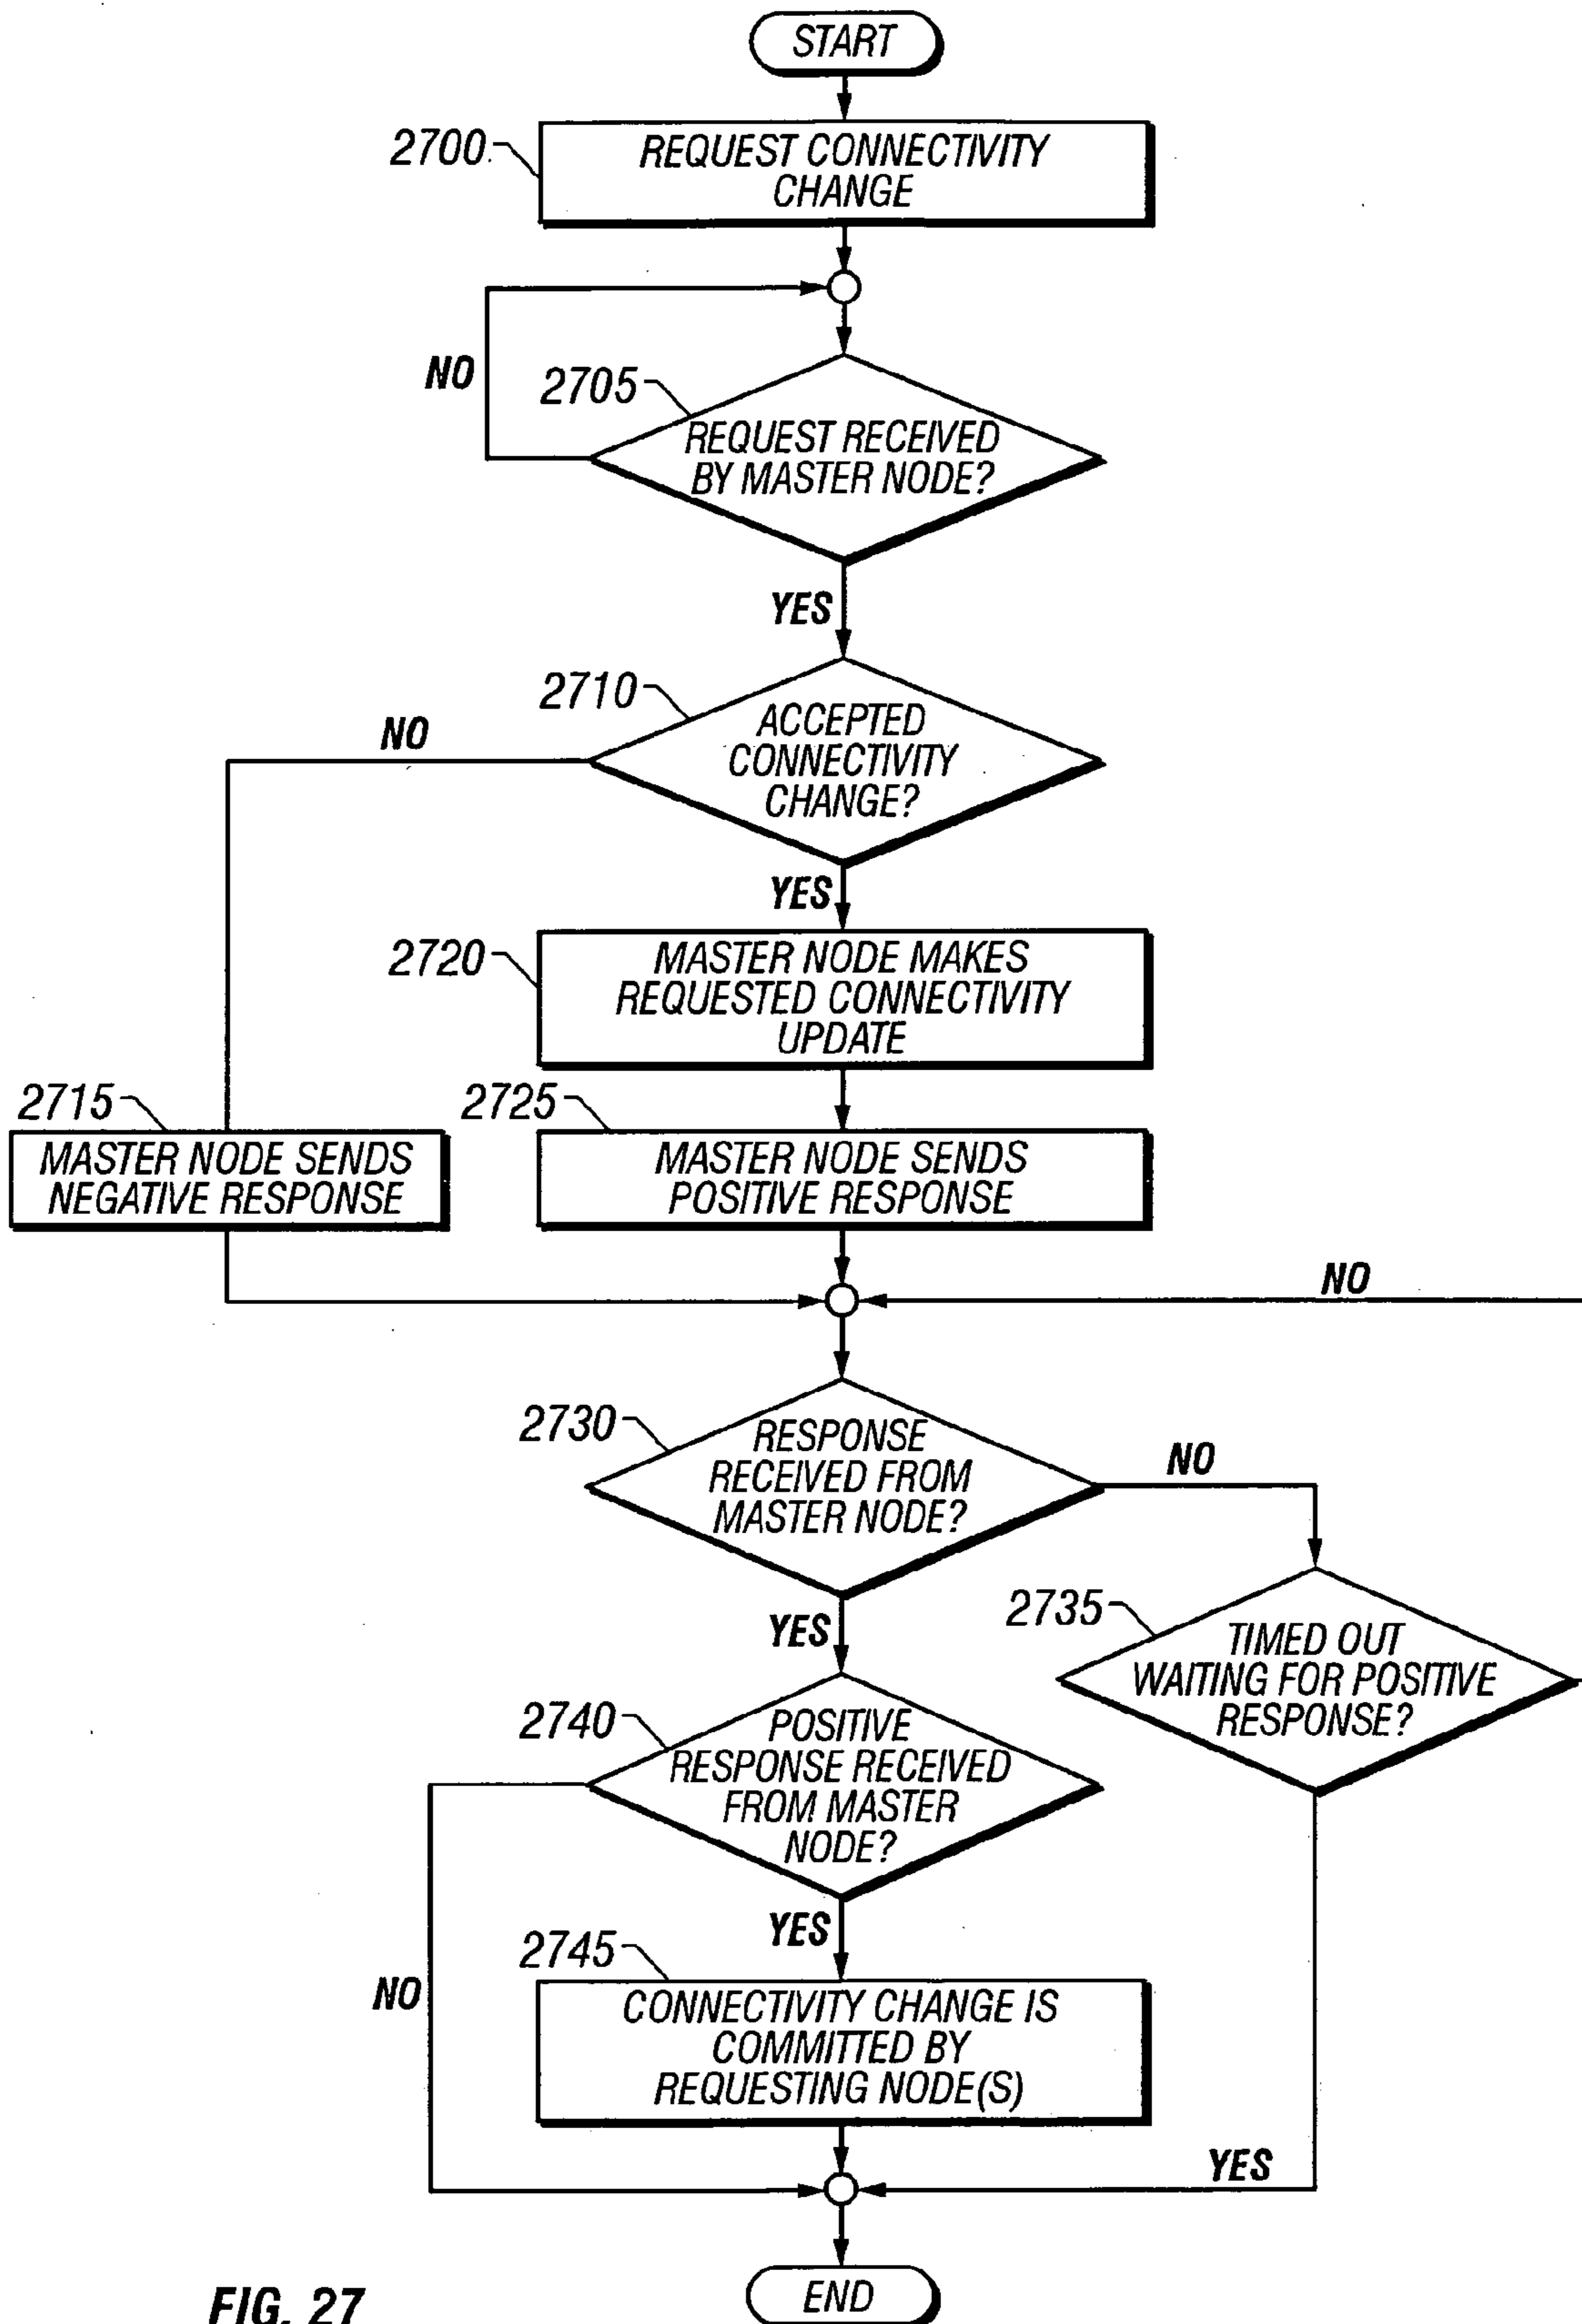 START
2700
REQUEST CONNECTIVITY
CHANGE
NO
2705
REQUEST RECEIVED
BY MASTER NODE?
YES
2710
NO
ACCEPTED
CONNECTIVITY
CHANGE?
YES
2720
MASTER NODE MAKES
REQUESTED CONNECTIVITY
UPDATE
2715
MASTER NODE SENDS
NEGATIVE RESPONSE
2725
MASTER NODE SENDS
POSITIVE RESPONSE
NO
2730
RESPONSE
RECEIVED FROM
MASTER NODE?
NO
YES
2735
TIMED OUT
WAITING FOR POSITIVE
RESPONSE?
2740
POSITIVE
RESPONSE RECEIVED
FROM MASTER
NODE?
YES
NO
2745
CONNECTIVITY CHANGE IS
COMMITTED BY
REQUESTING NODE(S)
YES
END
FIG. 27